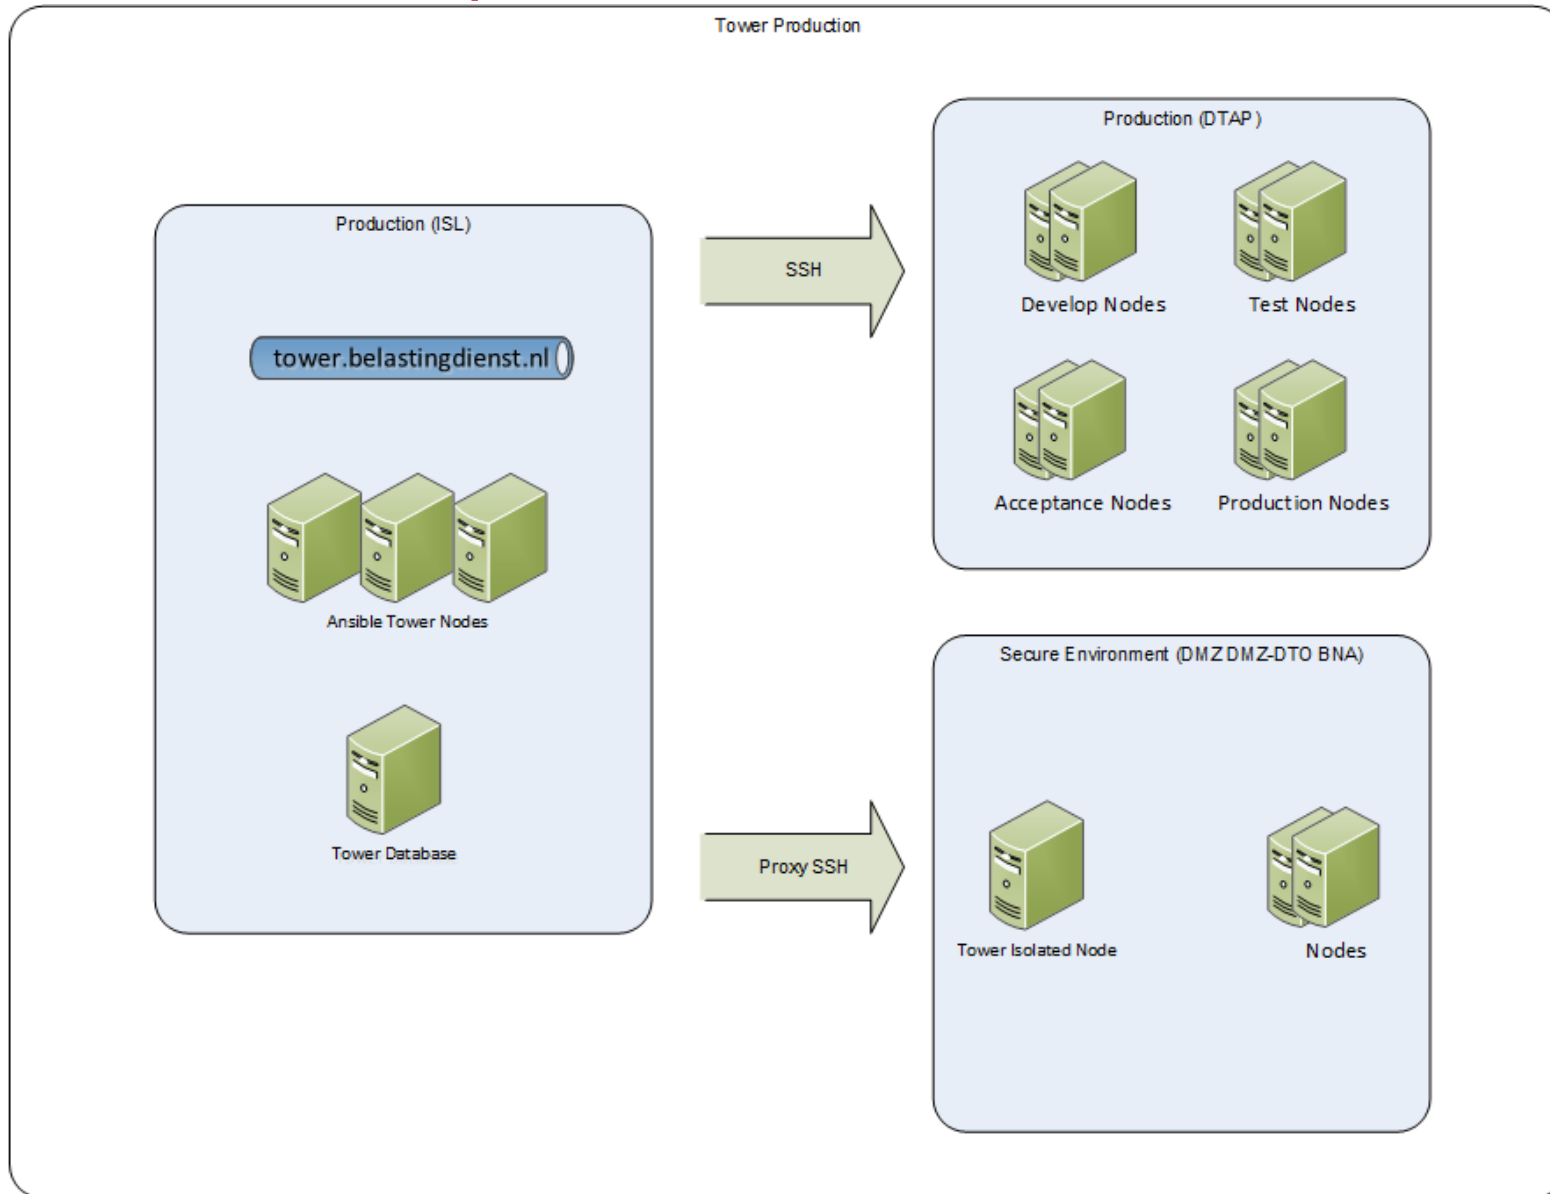 Tower Production
Production (ISL)
tower.belastingdienst.nl
Ansible Tower Nodes
Tower Database
SSH
Proxy SSH
Production (DTAP)
Develop Nodes
Test Nodes
Acceptance Nodes
Production Nodes
Secure Environment (DMZ DMZ-DTO BNA)
Tower Isolated Node
Nodes